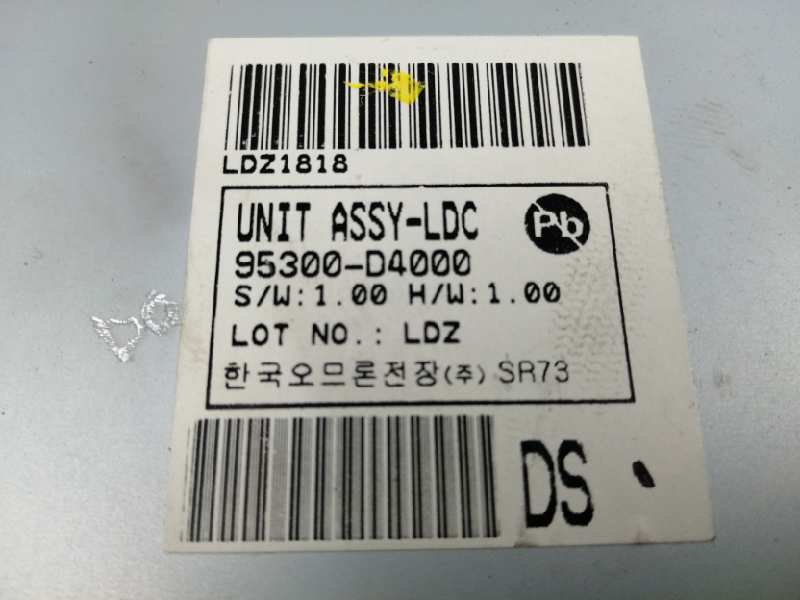 LDZ1818
UNIT ASSY-LDC
Pb
95300-D4000
S/W:1.00 H/W:1.00
LOT NO.: LDZ
한국오므론전장(주) SR73
DS